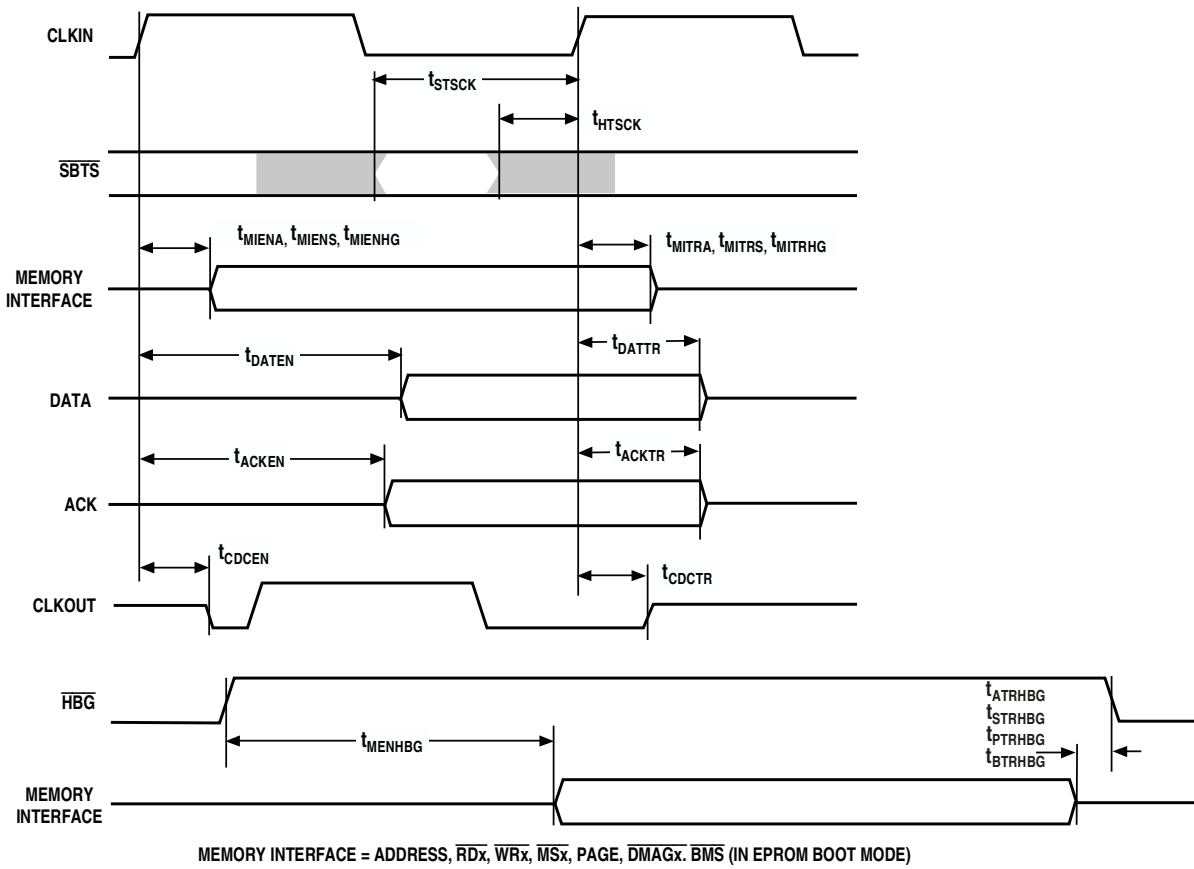 CLKIN
tSTSCK
tHTSCK
SBTS
tMIENA, tMIENS, tMIENHG
tMITRA, tMITRS, tMITRHG
MEMORY
INTERFACE
tDATEN
tDATTR
DATA
tACKEN
tACKTR
ACK
tCDCEN
tCDCTR
CLKOUT
HBG
tATRHBG
tSTRHBG
tPTRHBG
tBTRHBG
tMENHBG
MEMORY
INTERFACE
MEMORY INTERFACE = ADDRESS, RDx, WRx, MSx, PAGE, DMAGx. BMS (IN EPROM BOOT MODE)